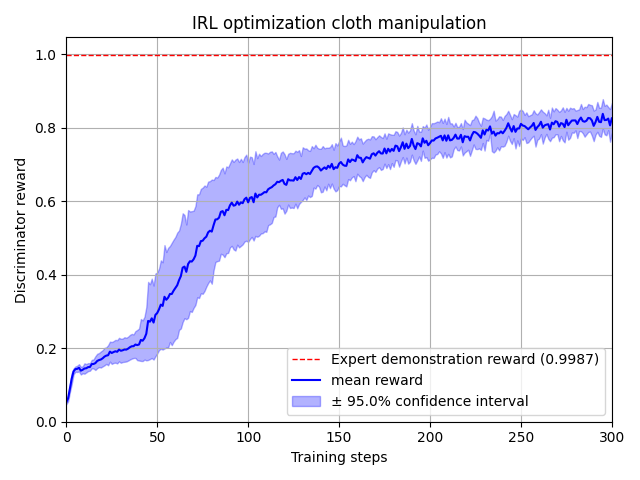 IRL optimization cloth manipulation
1.0
0.8
0.6
0.4
0.2
0.0
Discriminator reward
Expert demonstration reward (0.9987)
mean reward
± 95.0% confidence interval
0 50 100 150 200 250 300
Training steps